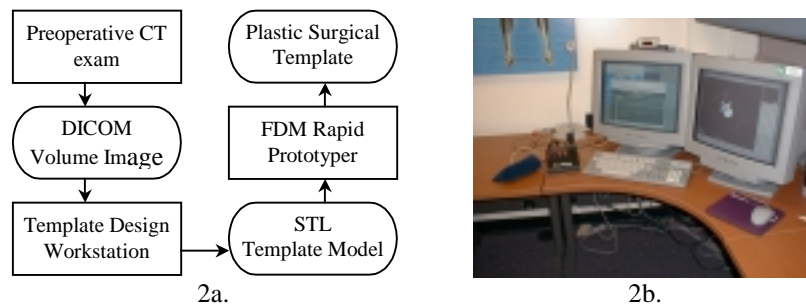 Preoperative CT
exam
DICOM
Volume Image
Template Design
Workstation
STL
Template Model
FDM Rapid
Prototyper
Plastic Surgical
Template
2a.
2b.